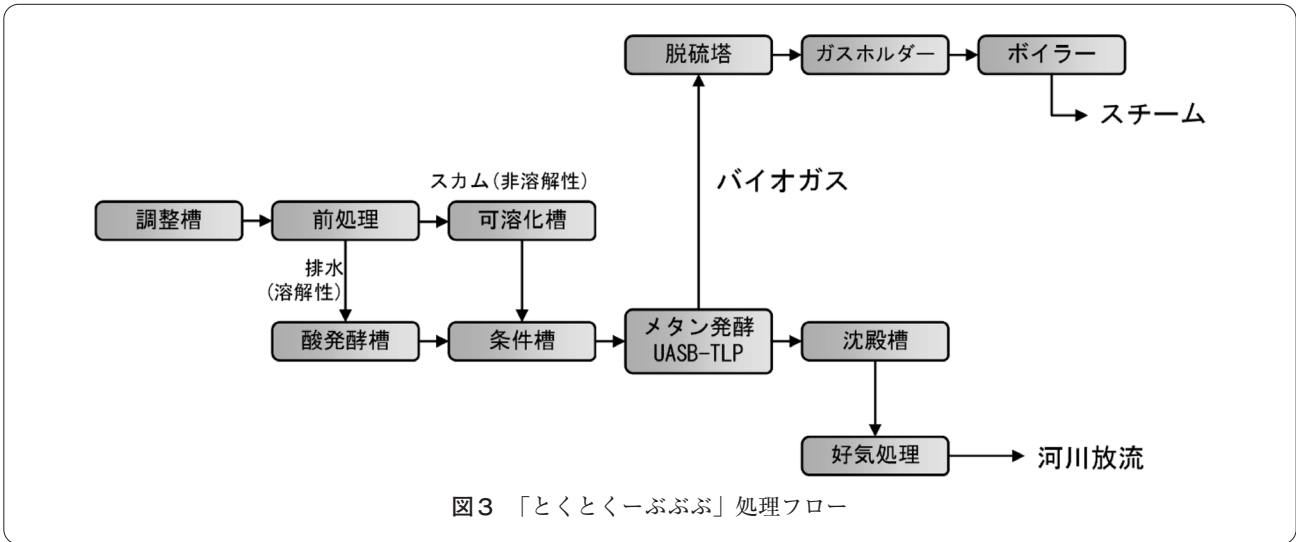 脱硫塔
ガスホルダー
ボイラー
スチーム
バイオガス
スカム(非溶解性)
調整槽
前処理
可溶化槽
排水
(溶解性)
酸発酵槽
条件槽
メタン発酵
UASB-TLP
沈殿槽
好気処理
河川放流
図3 「とくとくーぶぶぶ」処理フロー